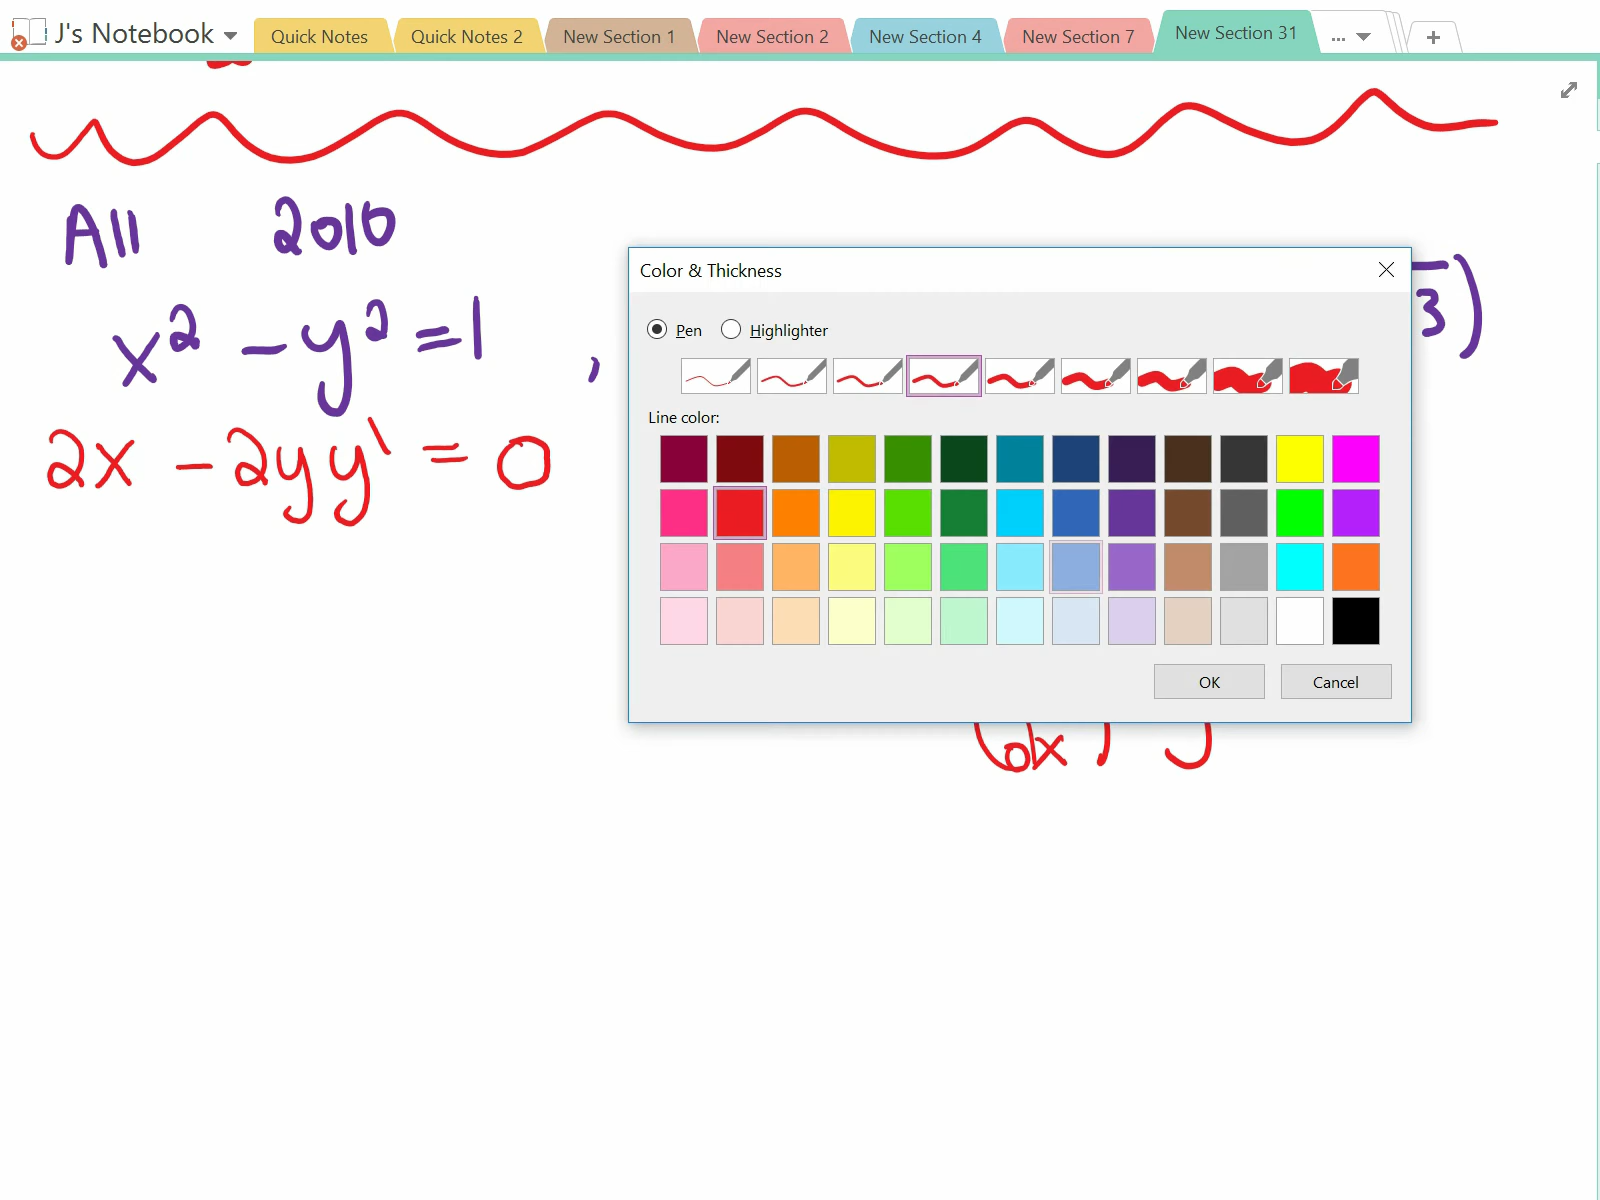 J's Notebook Quick Notes Quick Notes 2 New Section 1 New Section 2 New Section 4 New Section 7 New Section 31 ... +
All 2010
x² - y² = 1 , 3)
2x - 2yy' = 0
Color & Thickness
Pen Highlighter
Line color:
OK Cancel